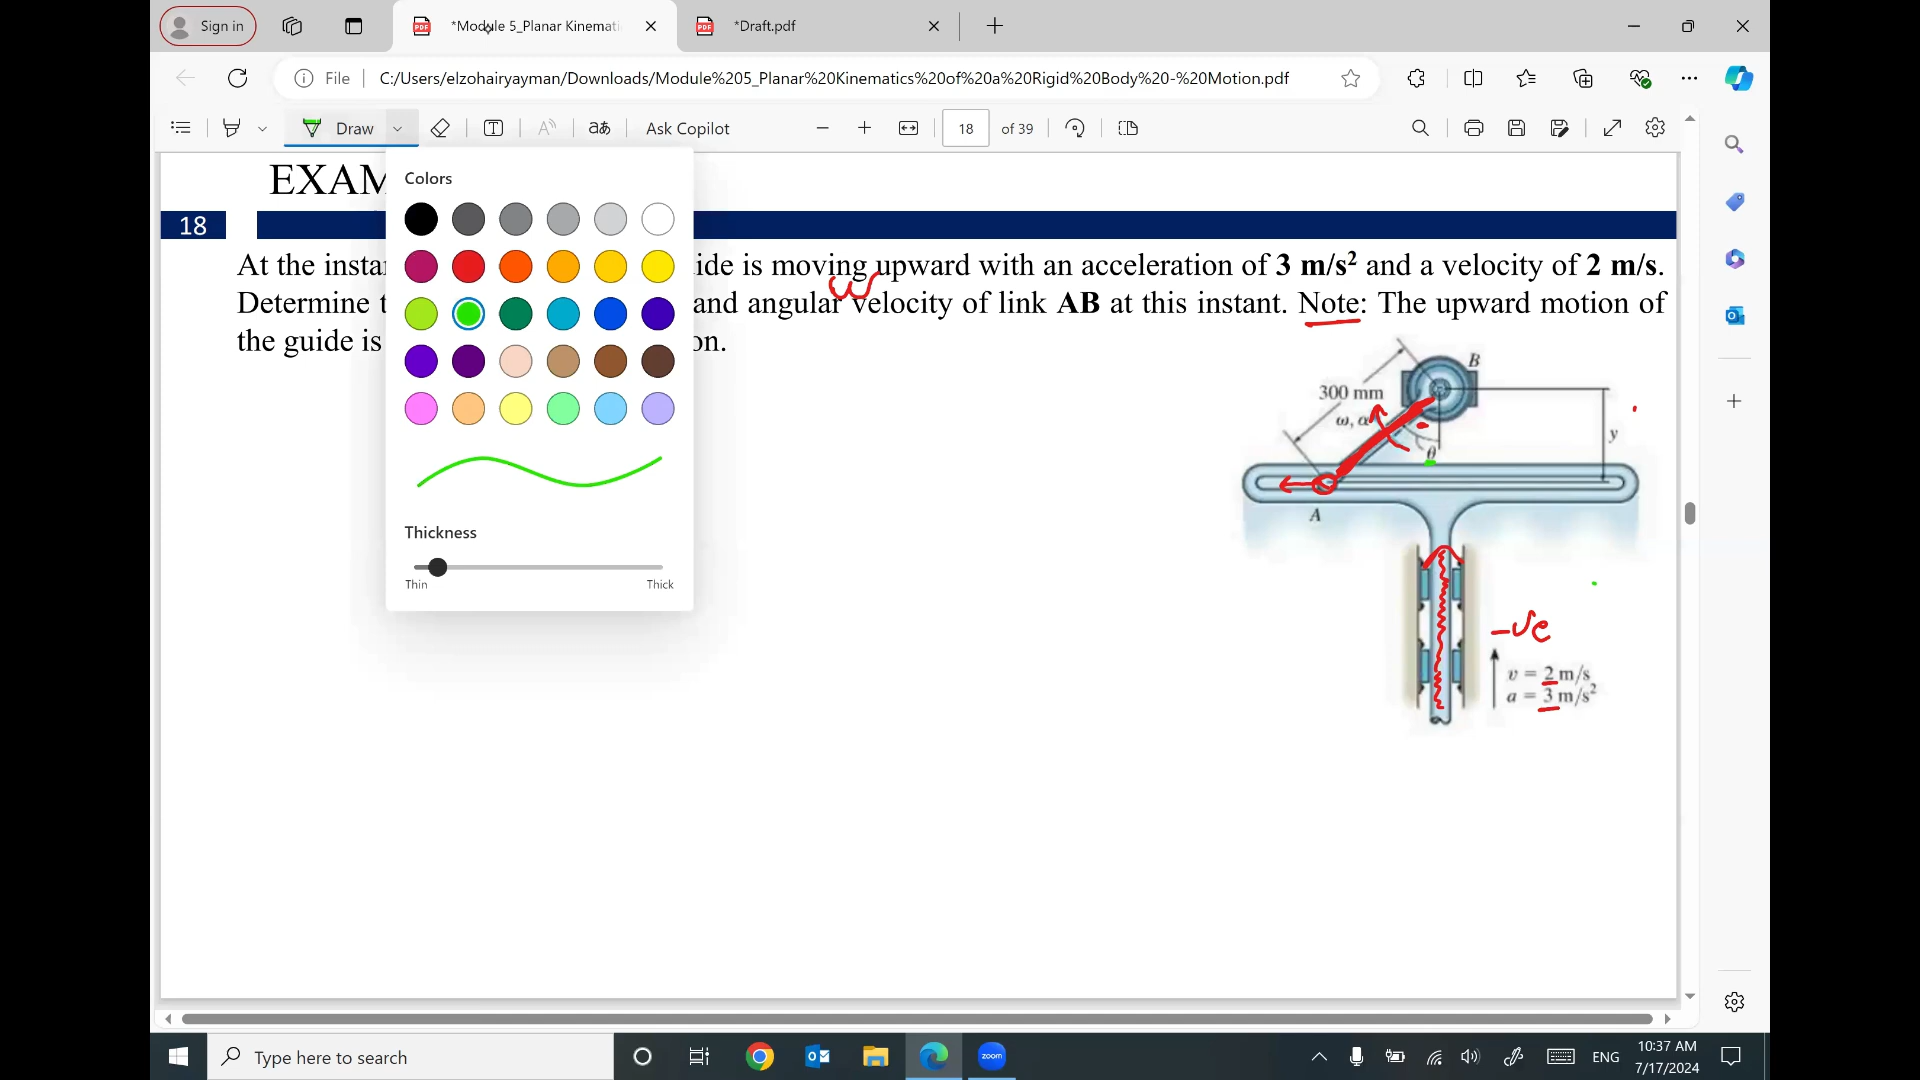 Sign in
*Module 5_Planar Kinemati
*Draft.pdf
File
C:/Users/elzohairyayman/Downloads/Module%205_Planar%20Kinematics%20of%20a%20Rigid%20Body%20-%20Motion.pdf
Draw
Ask Copilot
18 of 39
EXAM
18
At the insta
ide is moving upward with an acceleration of 3 m/s² and a velocity of 2 m/s.
ω
Determine t
and angular velocity of link AB at this instant. Note: The upward motion of
the guide is
on.
Colors
Thickness
Thin
Thick
B
300 mm
ω, α
θ
y
A
-ve
v = 2 m/s
a = 3 m/s²
Type here to search
zoom
ENG
10:37 AM
7/17/2024